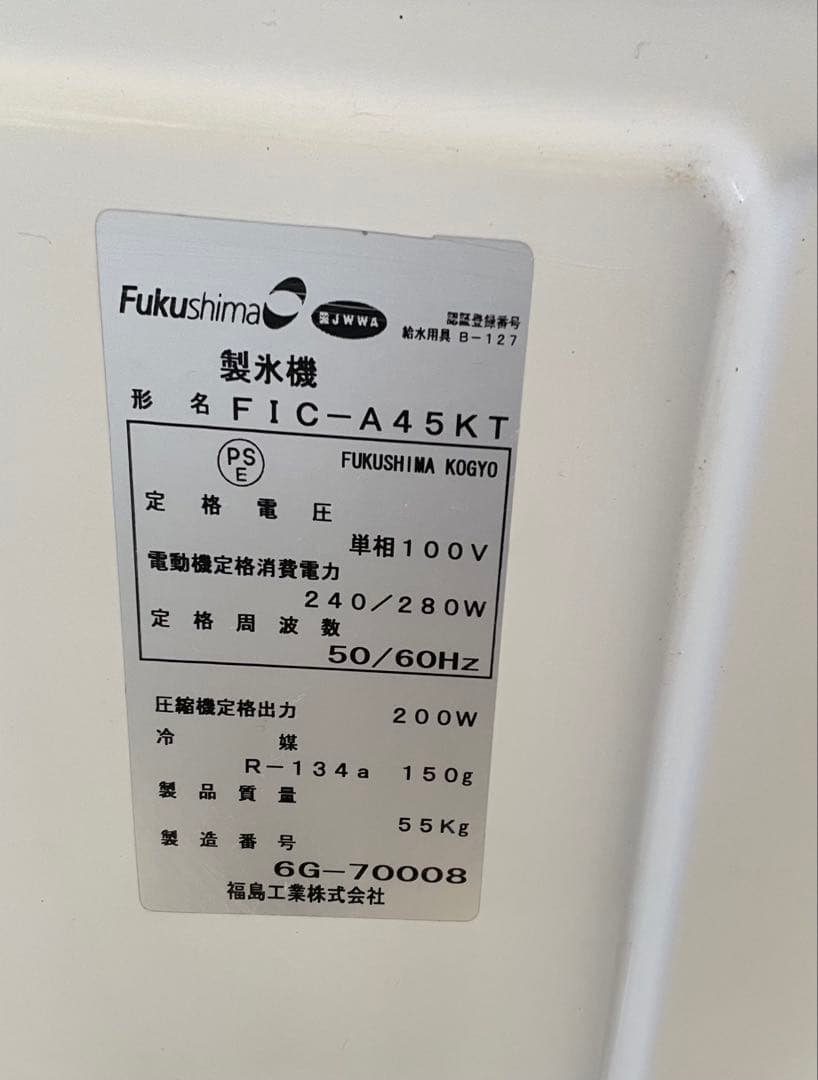 Fukushima
JWWA
認証登録番号
給水用具 B-127
製氷機
形名 FIC-A45KT
PS
E
FUKUSHIMA KOGYO
定格電圧
単相100V
電動機定格消費電力
240/280W
定格周波数
50/60Hz
圧縮機定格出力 200W
冷媒
R-134a 150g
製品質量
55Kg
製造番号
6G-70008
福島工業株式会社